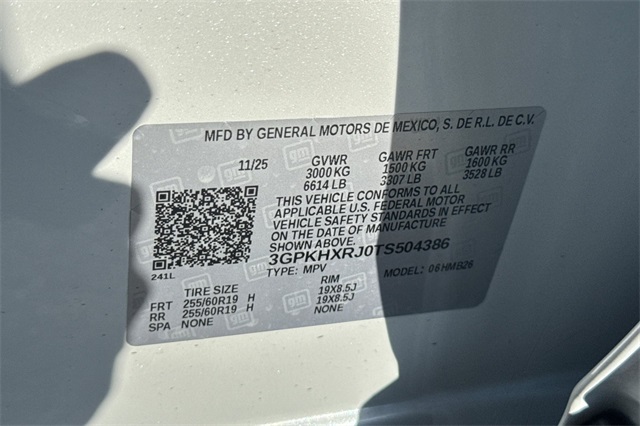 MFD BY GENERAL MOTORS DE MEXICO, S. DE R.L. DE C.V.
11/25 GVWR GAWR FRT GAWR RR
3000 KG 1500 KG 1600 KG
6614 LB 3307 LB 3528 LB
THIS VEHICLE CONFORMS TO ALL
APPLICABLE U.S. FEDERAL MOTOR
VEHICLE SAFETY STANDARDS IN EFFECT
ON THE DATE OF MANUFACTURE
SHOWN ABOVE.
3GPKHXRJ0TS504386
241L TYPE: MPV MODEL: 06HMB26
TIRE SIZE RIM
FRT 255/60R19 H 19X8.5J
RR 255/60R19 H 19X8.5J
SPA NONE NONE